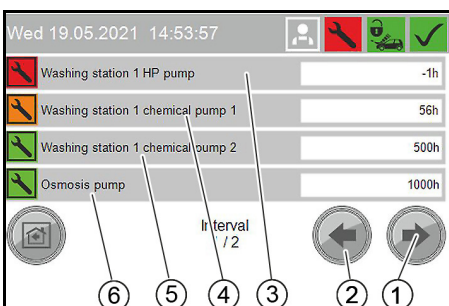 Wed 19.05.2021 14:53:57
Washing station 1 HP pump -1h
Washing station 1 chemical pump 1 56h
Washing station 1 chemical pump 2 500h
Osmosis pump 1000h
Interval
/ 2
6 5 4 3 2 1